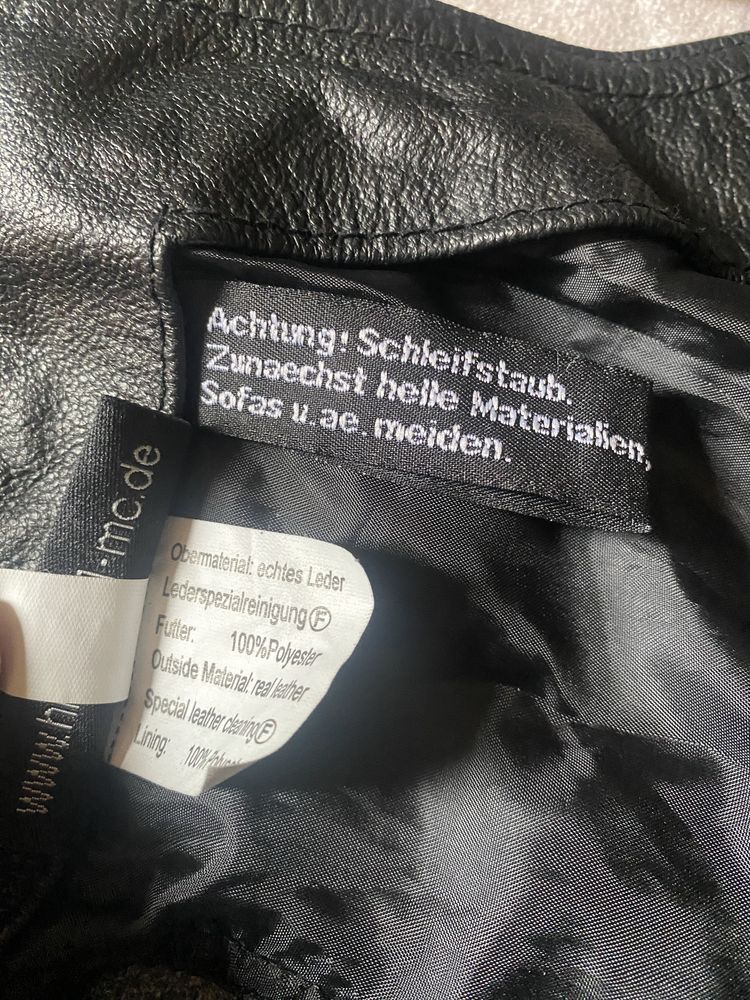 Achtung! Schleifstaub.
Zunaechst helle Materialien,
Sofas u.ae. meiden.
Obermaterial: echtes Leder
Lederspezialreinigung Ⓕ
Futter: 100%Polyester
Outside Material: real leather
Special leather cleaning Ⓕ
Lining:
mc.de